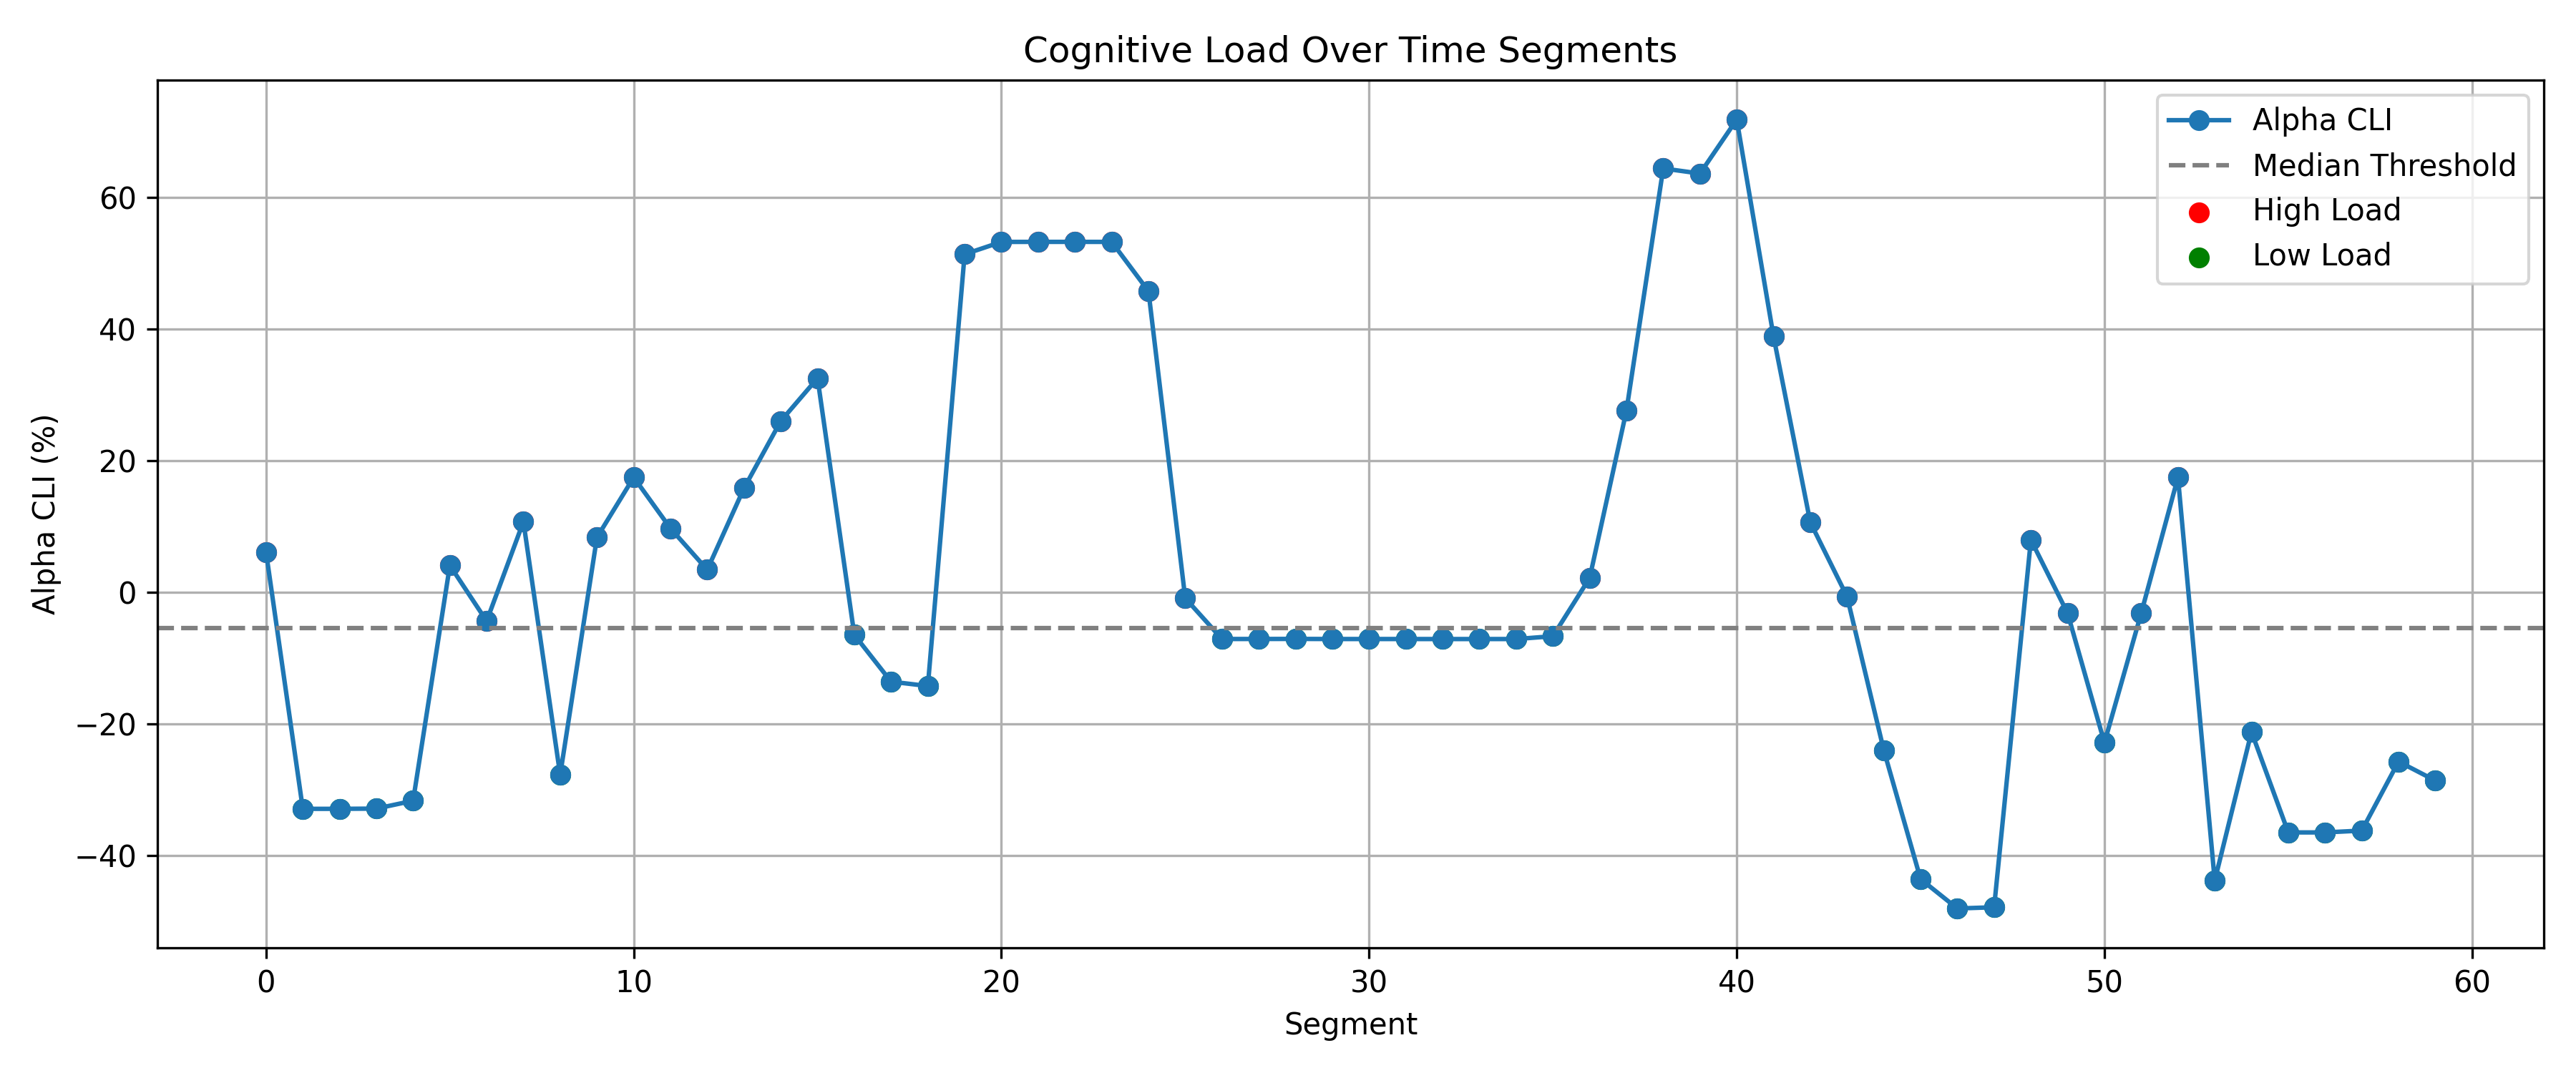 Cognitive Load Over Time Segments
Alpha CLI
Median Threshold
High Load
Low Load
Alpha CLI (%)
60
40
20
0
−20
−40
0 10 20 30 40 50 60
Segment